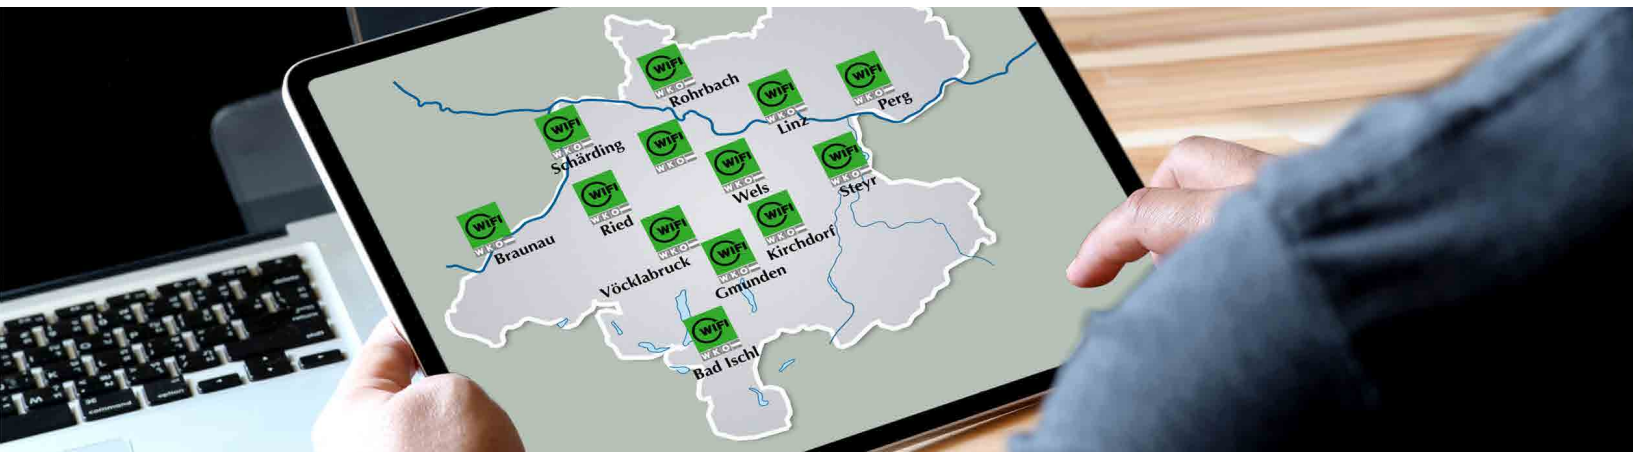 WIFI
WKO
Rohrbach
WIFI
WKO
Linz
WIFI
WKO
Perg
WIFI
WKO
Schärding
WIFI
WKO
WIFI
WKO
Wels
WIFI
WKO
Steyr
WIFI
WKO
Ried
WIFI
WKO
Braunau
WIFI
WKO
Vöcklabruck
WIFI
WKO
Gmunden
WIFI
WKO
Kirchdorf
WIFI
WKO
Bad Ischl
command
option